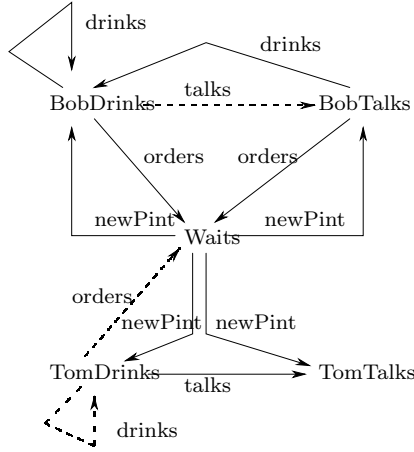 drinks
drinks
talks
BobDrinks
BobTalks
orders
orders
newPint
newPint
Waits
orders
newPint
newPint
TomDrinks
TomTalks
talks
drinks